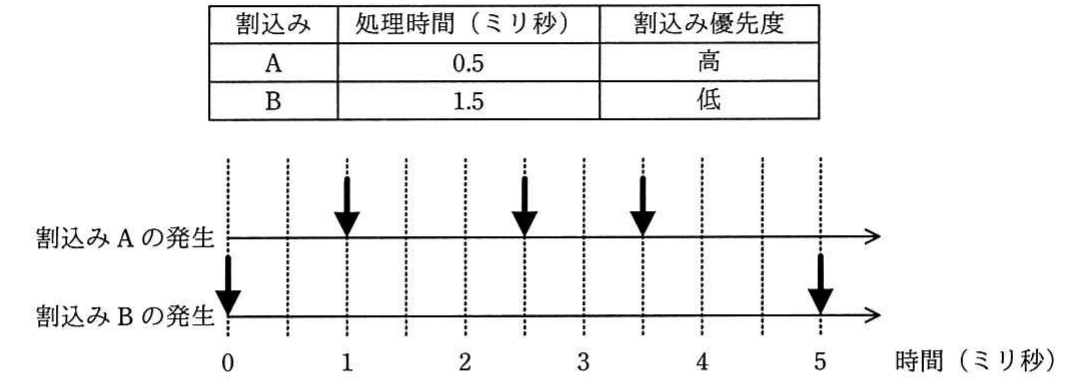 割込み 処理時間（ミリ秒） 割込み優先度
A 0.5 高
B 1.5 低
割込み A の発生
割込み B の発生
0 1 2 3 4 5 時間（ミリ秒）